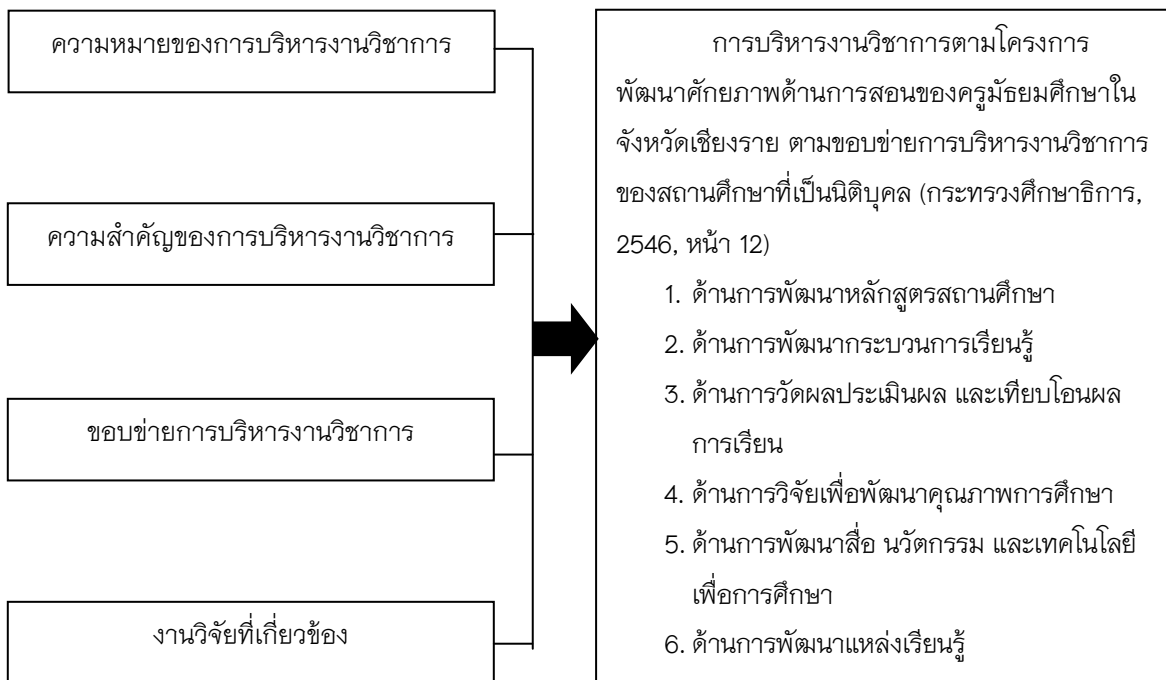 ความหมายของการบริหารงานวิชาการ
ความสำคัญของการบริหารงานวิชาการ
ขอบข่ายการบริหารงานวิชาการ
งานวิจัยที่เกี่ยวข้อง
การบริหารงานวิชาการตามโครงการ
พัฒนาศักยภาพด้านการสอนของครูมัธยมศึกษาใน
จังหวัดเชียงราย ตามขอบข่ายการบริหารงานวิชาการ
ของสถานศึกษาที่เป็นนิติบุคล (กระทรวงศึกษาธิการ,
2546, หน้า 12)
1. ด้านการพัฒนาหลักสูตรสถานศึกษา
2. ด้านการพัฒนากระบวนการเรียนรู้
3. ด้านการวัดผลประเมินผล และเทียบโอนผล
การเรียน
4. ด้านการวิจัยเพื่อพัฒนาคุณภาพการศึกษา
5. ด้านการพัฒนาสื่อ นวัตกรรม และเทคโนโลยี
เพื่อการศึกษา
6. ด้านการพัฒนาแหล่งเรียนรู้